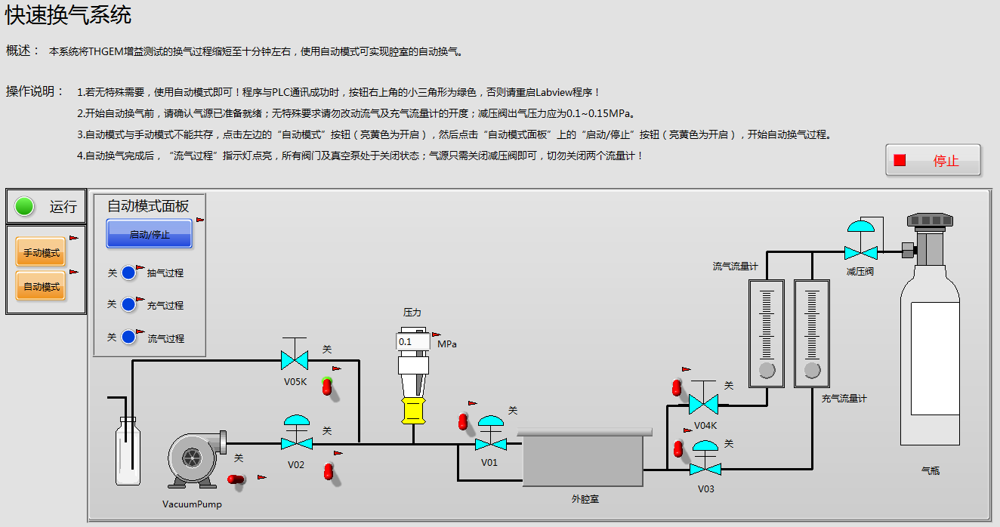 快速换气系统
概述： 本系统将THGEM增益测试的换气过程缩短至十分钟左右，使用自动模式可实现腔室的自动换气。
操作说明： 1.若无特殊需要，使用自动模式即可！程序与PLC通讯成功时，按钮右上角的小三角形为绿色，否则请重启Labview程序！
2.开始自动换气前，请确认气源已准备就绪；无特殊要求请勿改动流气及充气流量计的开度；减压阀出气压力应为0.1~0.15MPa。
3.自动模式与手动模式不能共存，点击左边的“自动模式”按钮（亮黄色为开启），然后点击“自动模式面板”上的“启动/停止”按钮（亮黄色为开启），开始自动换气过程。
4.自动换气完成后，“流气过程”指示灯点亮，所有阀门及真空泵处于关闭状态；气源只需关闭减压阀即可，切勿关闭两个流量计！
停止
运行
手动模式
自动模式
自动模式面板
启动/停止
关 抽气过程
关 充气过程
关 流气过程
流气流量计
减压阀
压力
0.1 MPa
关
V05K
关
V02
关
VacuumPump
关
V01
外腔室
关
V04K
关
V03
充气流量计
气瓶